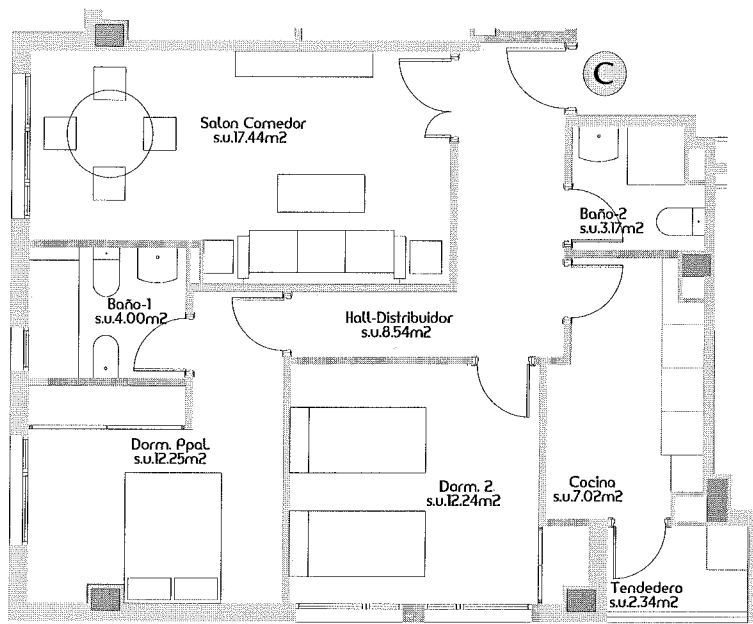 C
Salon Comedor
s.u.17.44m2
Baño-2
s.u.3.17m2
Baño-1
s.u.4.00m2
Hall-Distribuidor
s.u.8.54m2
Dorm. Ppal.
s.u.12.25m2
Dorm. 2
s.u.12.24m2
Cocina
s.u.7.02m2
Tendedero
s.u.2.34m2